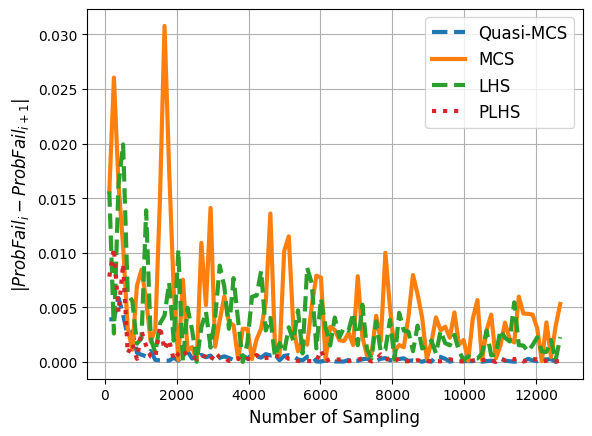 Quasi-MCS
MCS
LHS
PLHS
|ProbFail_i − ProbFail_{i+1}|
0.030
0.025
0.020
0.015
0.010
0.005
0.000
0 2000 4000 6000 8000 10000 12000
Number of Sampling